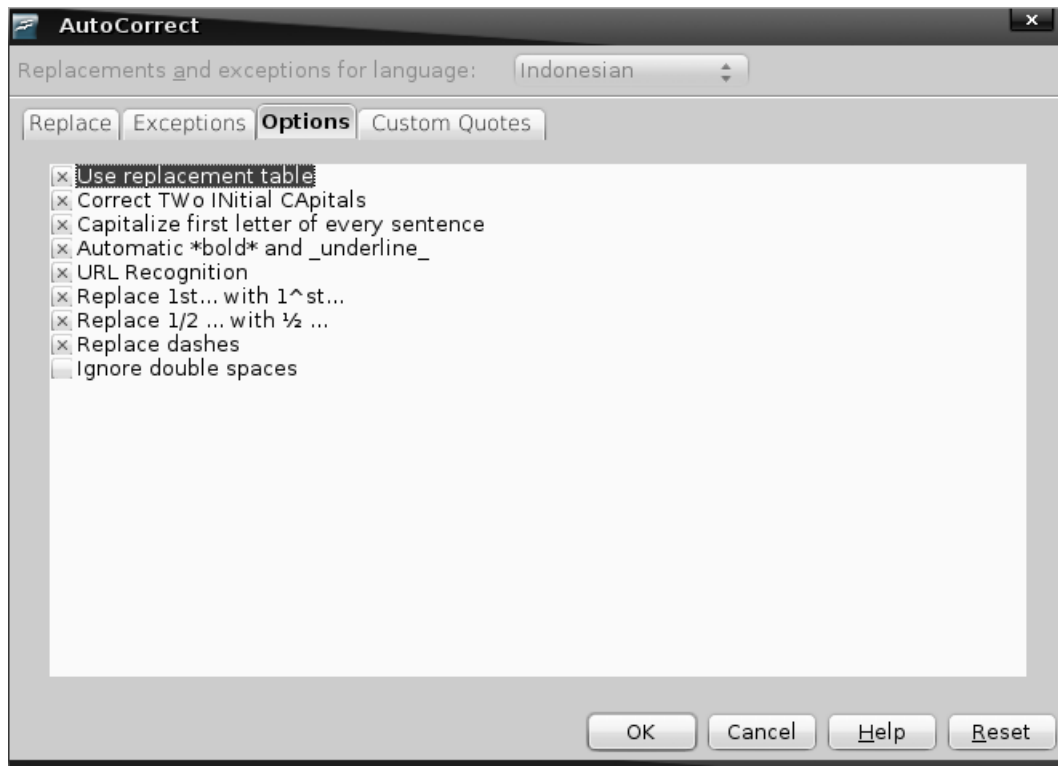 AutoCorrect
Replacements and exceptions for language: Indonesian
Replace Exceptions Options Custom Quotes
Use replacement table
Correct TWo INitial CApitals
Capitalize first letter of every sentence
Automatic *bold* and _underline_
URL Recognition
Replace 1st... with 1^st...
Replace 1/2 ... with ½ ...
Replace dashes
Ignore double spaces
OK Cancel Help Reset